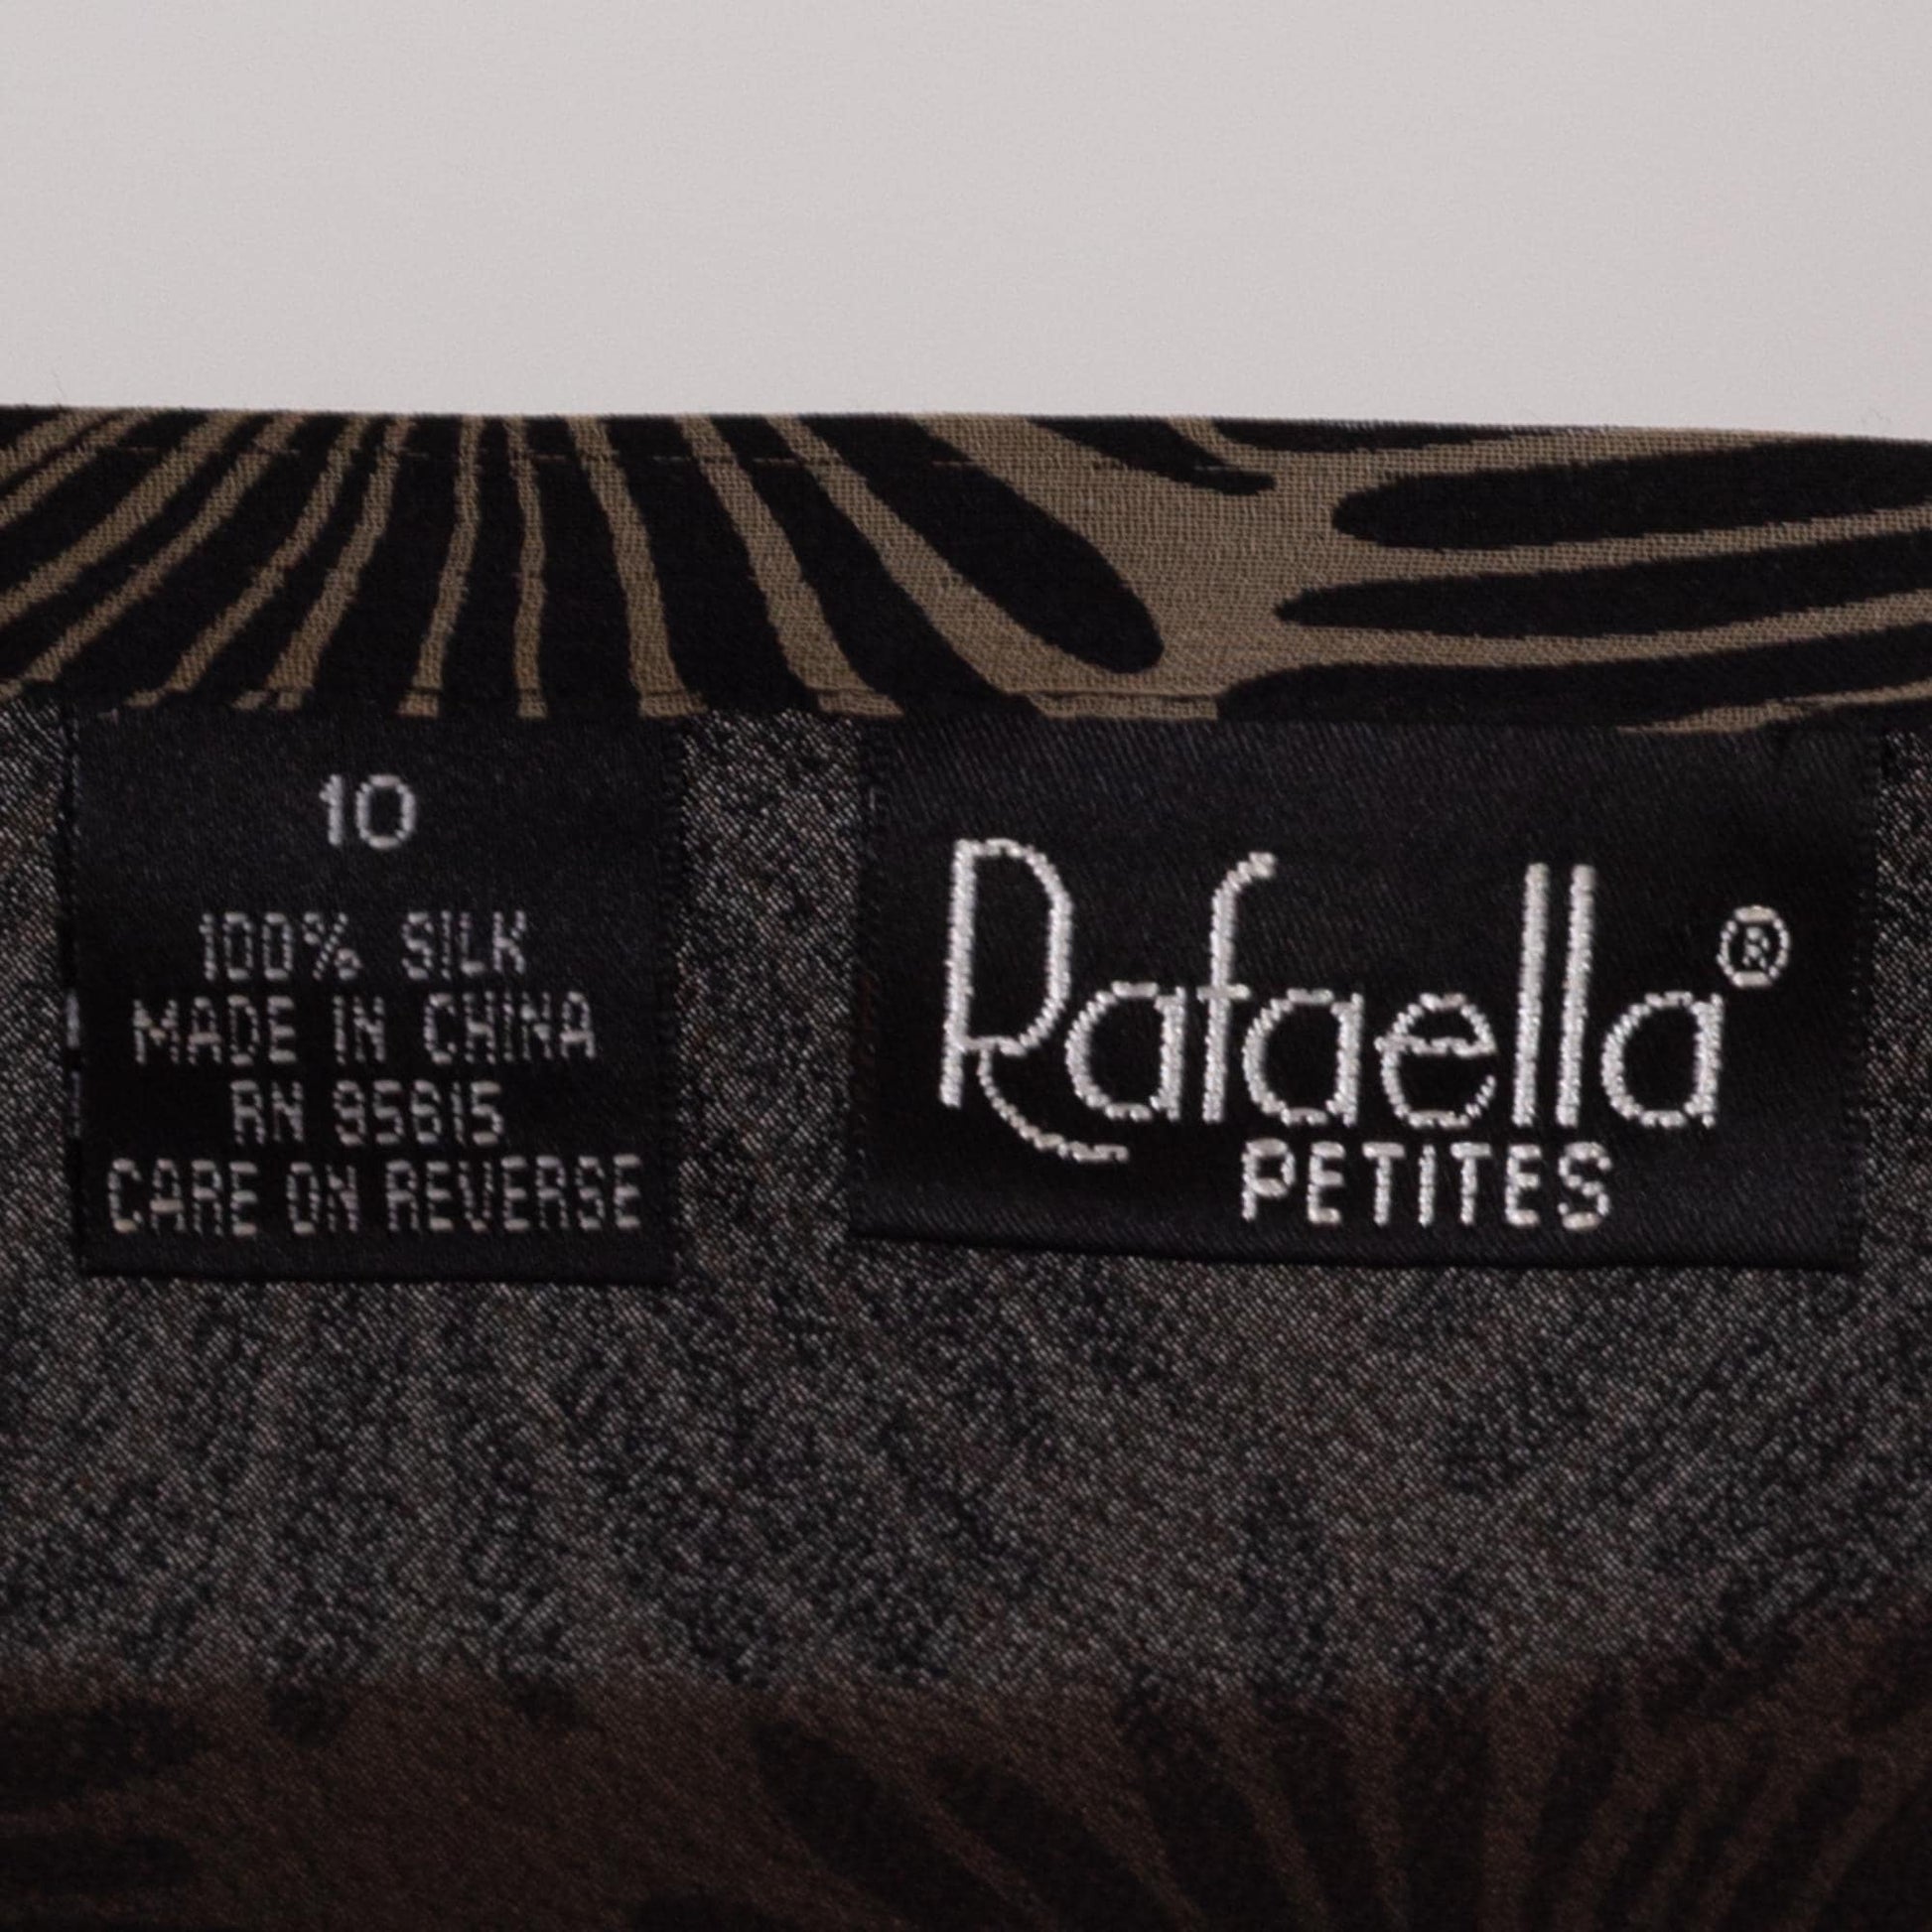 10
100% SILK
MADE IN CHINA
RN 95615
CARE ON REVERSE
Rafaella®
PETITES